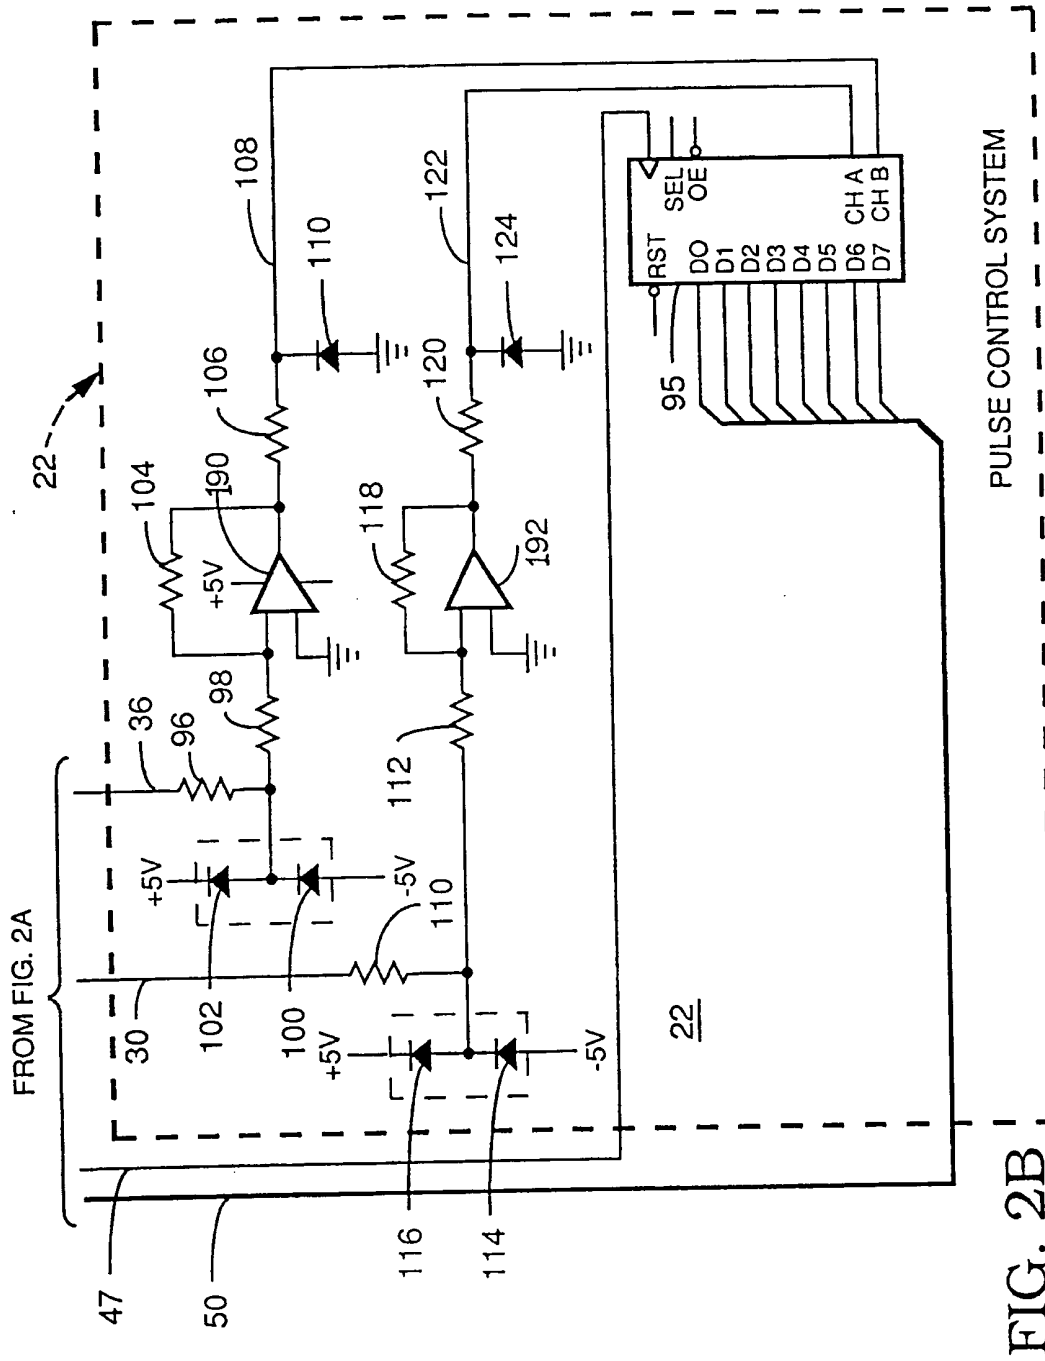 FROM FIG. 2A
47
50
30
36
96
22
+5V
102
100
-5V
98
104
+5V
190
106
108
110
+5V
116
114
-5V
110
112
118
192
120
122
124
95
RST
SEL
OE
D0
D1
D2
D3
D4
D5
D6
D7
CH A
CH B
22
PULSE CONTROL SYSTEM
FIG. 2B